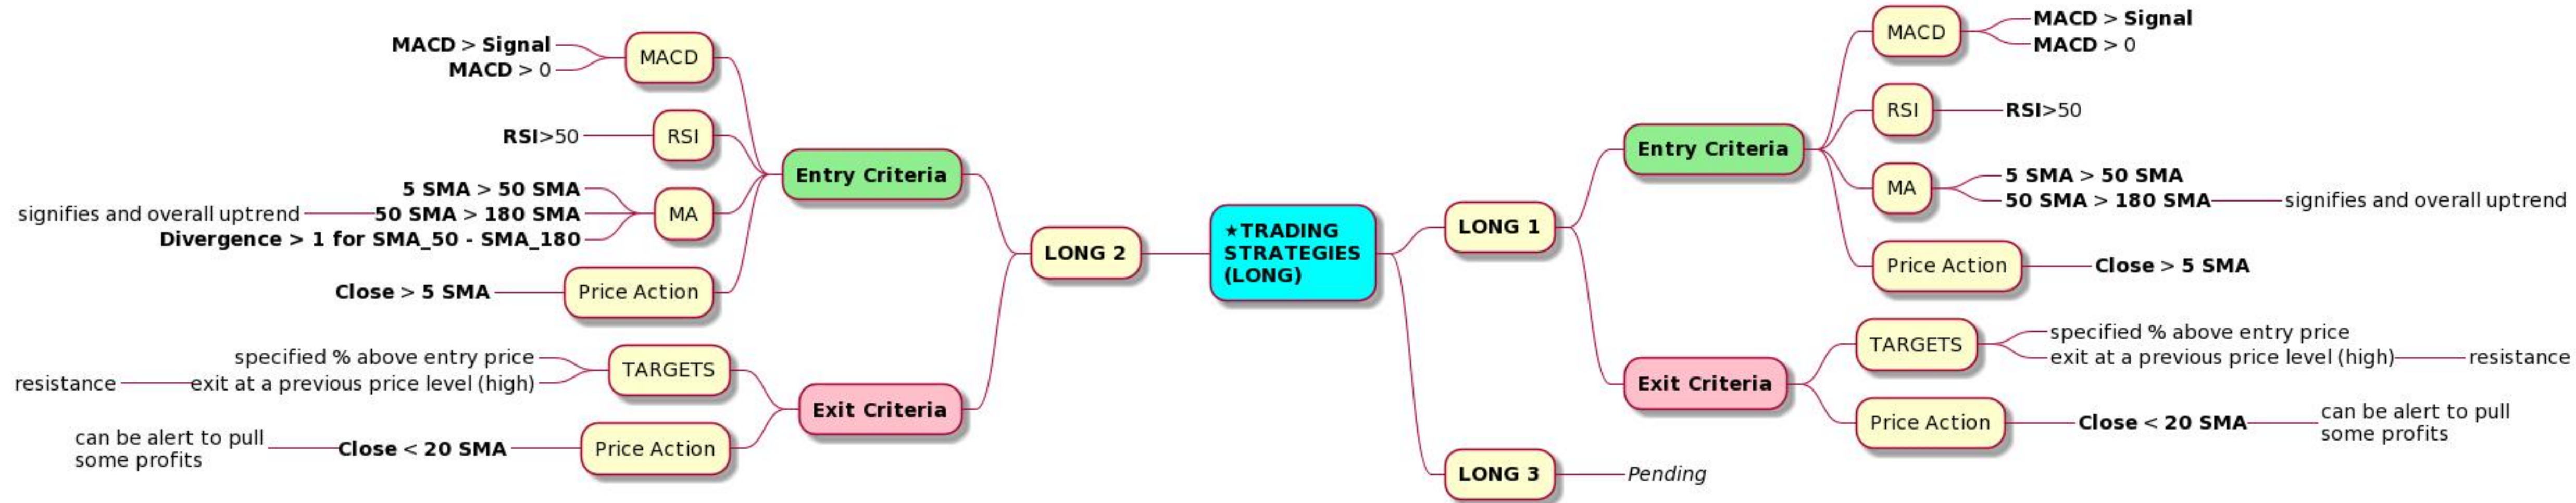 ★TRADING
STRATEGIES
(LONG)
LONG 1
Entry Criteria
MACD
MACD > Signal
MACD > 0
RSI
RSI>50
MA
5 SMA > 50 SMA
50 SMA > 180 SMA
signifies and overall uptrend
Price Action
Close > 5 SMA
Exit Criteria
TARGETS
specified % above entry price
exit at a previous price level (high)
resistance
Price Action
Close < 20 SMA
can be alert to pull
some profits
LONG 3
Pending
LONG 2
Entry Criteria
MACD
MACD > Signal
MACD > 0
RSI
RSI>50
MA
5 SMA > 50 SMA
50 SMA > 180 SMA
signifies and overall uptrend
Divergence > 1 for SMA_50 - SMA_180
Price Action
Close > 5 SMA
Exit Criteria
TARGETS
specified % above entry price
exit at a previous price level (high)
resistance
Price Action
Close < 20 SMA
can be alert to pull
some profits